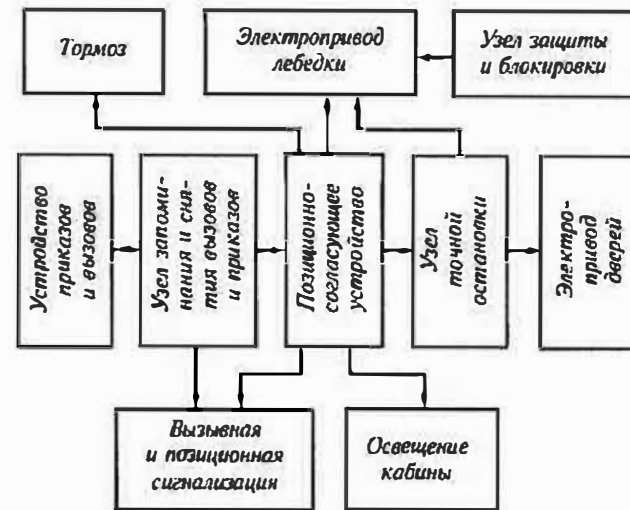 Тормоз
Электропривод
лебедки
Узел защиты
и блокировки
Устройство
приказов
и вызовов
Узел запоми-
нания и сня-
тия вызовов
и приказов
Позиционно-
согласующее
устройство
Узел
точной
остановки
Электро-
привод
дверей
Вызывная
и позиционная
сигнализация
Освещение
кабины